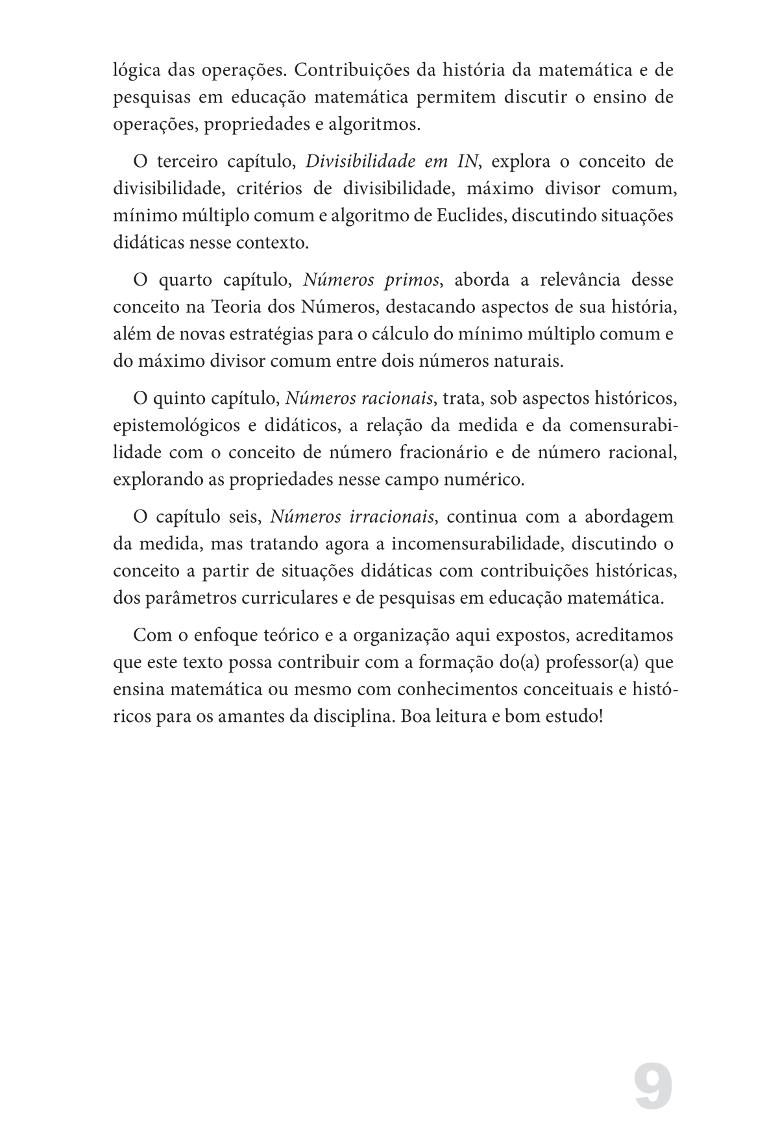 lógica das operações. Contribuições da história da matemática e de
pesquisas em educação matemática permitem discutir o ensino de
operações, propriedades e algoritmos.
O terceiro capítulo, Divisibilidade em IN, explora o conceito de
divisibilidade, critérios de divisibilidade, máximo divisor comum,
mínimo múltiplo comum e algoritmo de Euclides, discutindo situações
didáticas nesse contexto.
O quarto capítulo, Números primos, aborda a relevância desse
conceito na Teoria dos Números, destacando aspectos de sua história,
além de novas estratégias para o cálculo do mínimo múltiplo comum e
do máximo divisor comum entre dois números naturais.
O quinto capítulo, Números racionais, trata, sob aspectos históricos,
epistemológicos e didáticos, a relação da medida e da comensurabi-
lidade com o conceito de número fracionário e de número racional,
explorando as propriedades nesse campo numérico.
O capítulo seis, Números irracionais, continua com a abordagem
da medida, mas tratando agora a incomensurabilidade, discutindo o
conceito a partir de situações didáticas com contribuições históricas,
dos parâmetros curriculares e de pesquisas em educação matemática.
Com o enfoque teórico e a organização aqui expostos, acreditamos
que este texto possa contribuir com a formação do(a) professor(a) que
ensina matemática ou mesmo com conhecimentos conceituais e histó-
ricos para os amantes da disciplina. Boa leitura e bom estudo!
9